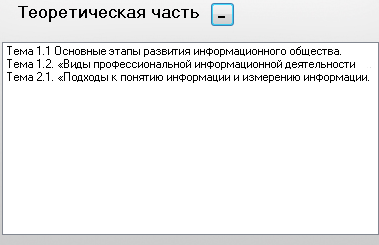 Теоретическая часть -
Тема 1.1 Основные этапы развития информационного общества.
Тема 1.2. «Виды профессиональной информационной деятельности
Тема 2.1. «Подходы к понятию информации и измерению информации.